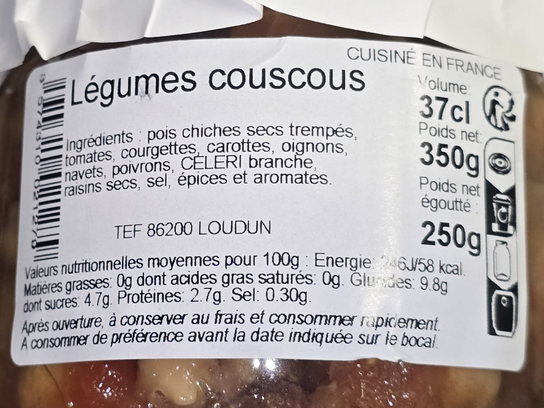 CUISINÉ EN FRANCE
Légumes couscous
Volume:
37cl
Poids net:
350g
Poids net
égoutté :
250g
Ingrédients : pois chiches secs trempés,
tomates, courgettes, carottes, oignons,
navets, poivrons, CÉLERI branche,
raisins secs, sel, épices et aromates.
TEF 86200 LOUDUN
Valeurs nutritionnelles moyennes pour 100g : Energie: /58 kcal.
Matières grasses: 0g dont acides gras saturés: 0g. Glucides: 9.8g
dont sucres: 4.7g. Protéines: 2.7g. Sel: 0.30g.
Après ouverture, à conserver au frais et consommer rapidement.
A consommer de préférence avant la date indiquée sur le bocal.